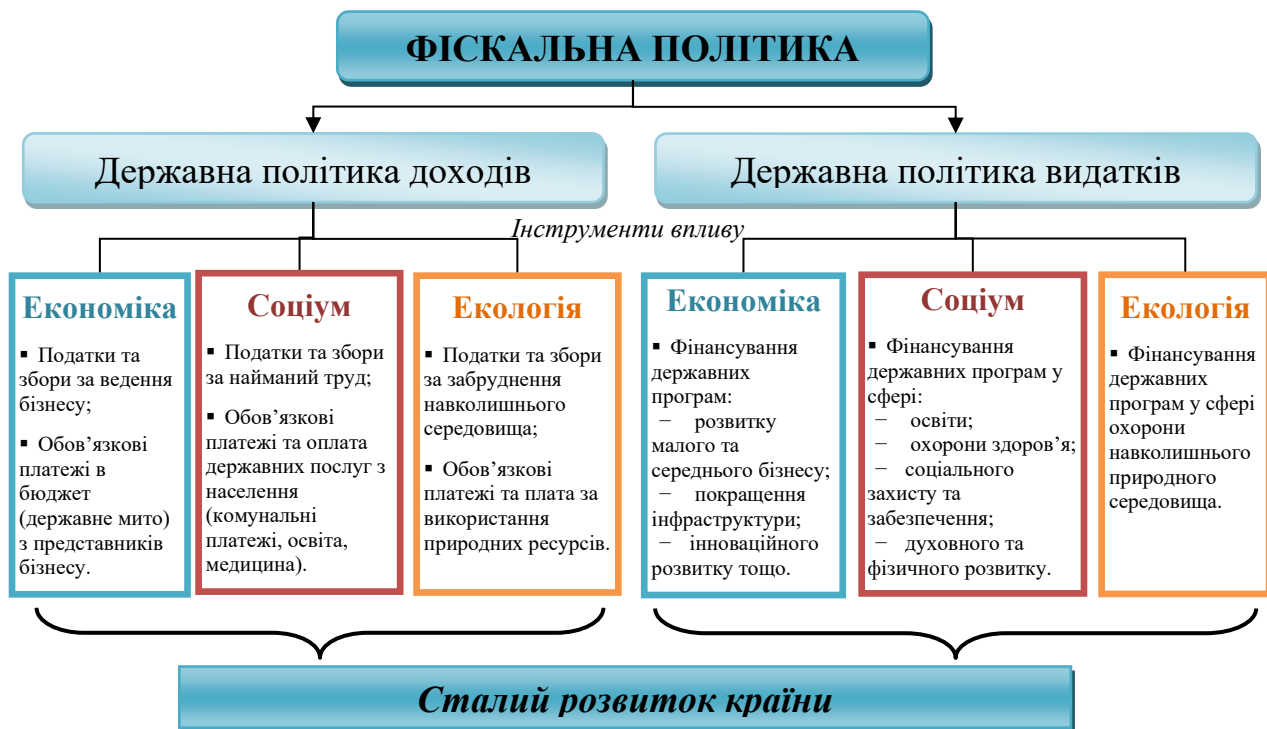 ФІСКАЛЬНА ПОЛІТИКА
Державна політика доходів
Державна політика видатків
Інструменти впливу
Економіка
▪ Податки та
збори за ведення
бізнесу;
▪ Обов’язкові
платежі в
бюджет
(державне мито)
з представників
бізнесу.
Соціум
▪ Податки та збори
за найманий труд;
▪ Обов’язкові
платежі та оплата
державних послуг з
населення
(комунальні
платежі, освіта,
медицина).
Екологія
▪ Податки та збори
за забруднення
навколишнього
середовища;
▪ Обов’язкові
платежі та плата за
використання
природних ресурсів.
Економіка
▪ Фінансування
державних
програм:
− розвитку
малого та
середнього бізнесу;
− покращення
інфраструктури;
− інноваційного
розвитку тощо.
Соціум
▪ Фінансування
державних програм у
сфері:
− освіти;
− охорони здоров’я;
− соціального
захисту та
забезпечення;
− духовного та
фізичного розвитку.
Екологія
▪ Фінансування
державних
програм у сфері
охорони
навколишнього
природного
середовища.
Сталий розвиток країни